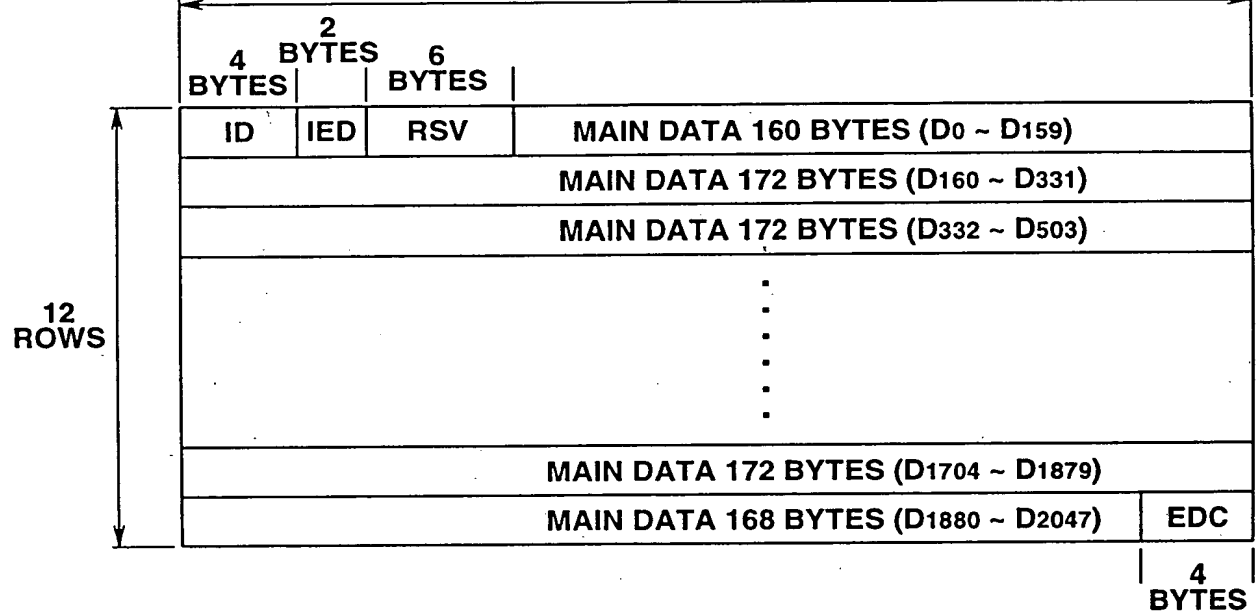 2
BYTES
4
BYTES
6
BYTES
ID
IED
RSV
MAIN DATA 160 BYTES (D0 ~ D159)
MAIN DATA 172 BYTES (D160 ~ D331)
MAIN DATA 172 BYTES (D332 ~ D503)
12
ROWS
MAIN DATA 172 BYTES (D1704 ~ D1879)
MAIN DATA 168 BYTES (D1880 ~ D2047)
EDC
4
BYTES